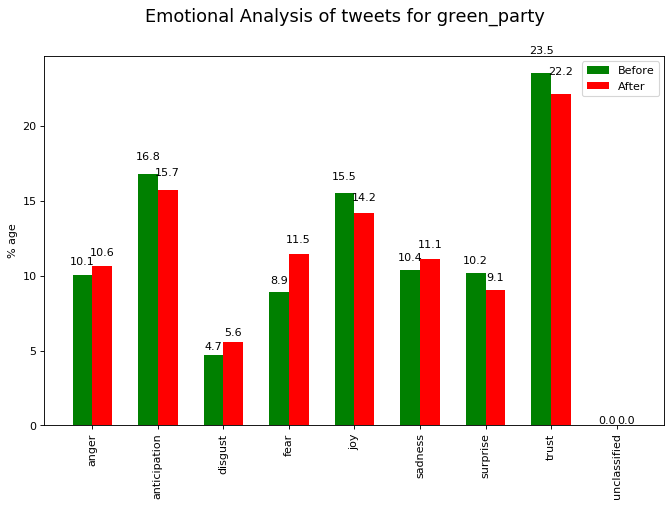 Emotional Analysis of tweets for green_party
Before
After
% age
20
15
10
5
0
10.1
10.6
16.8
15.7
4.7
5.6
8.9
11.5
15.5
14.2
10.4
11.1
10.2
9.1
23.5
22.2
0.0
0.0
anger
anticipation
disgust
fear
joy
sadness
surprise
trust
unclassified